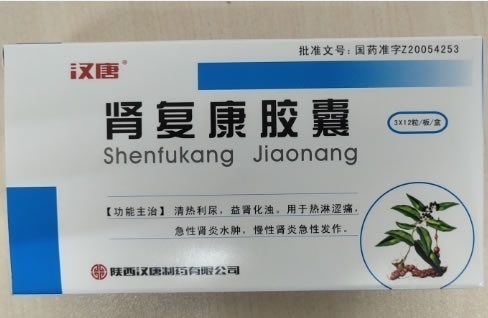 批准文号：国药准字Z20054253
汉唐®
肾复康胶囊
3X12粒/板/盒
Shenfukang Jiaonang
【功能主治】清热利尿，益肾化浊。用于热淋涩痛，
急性肾炎水肿，慢性肾炎急性发作。
陕西汉唐制药有限公司